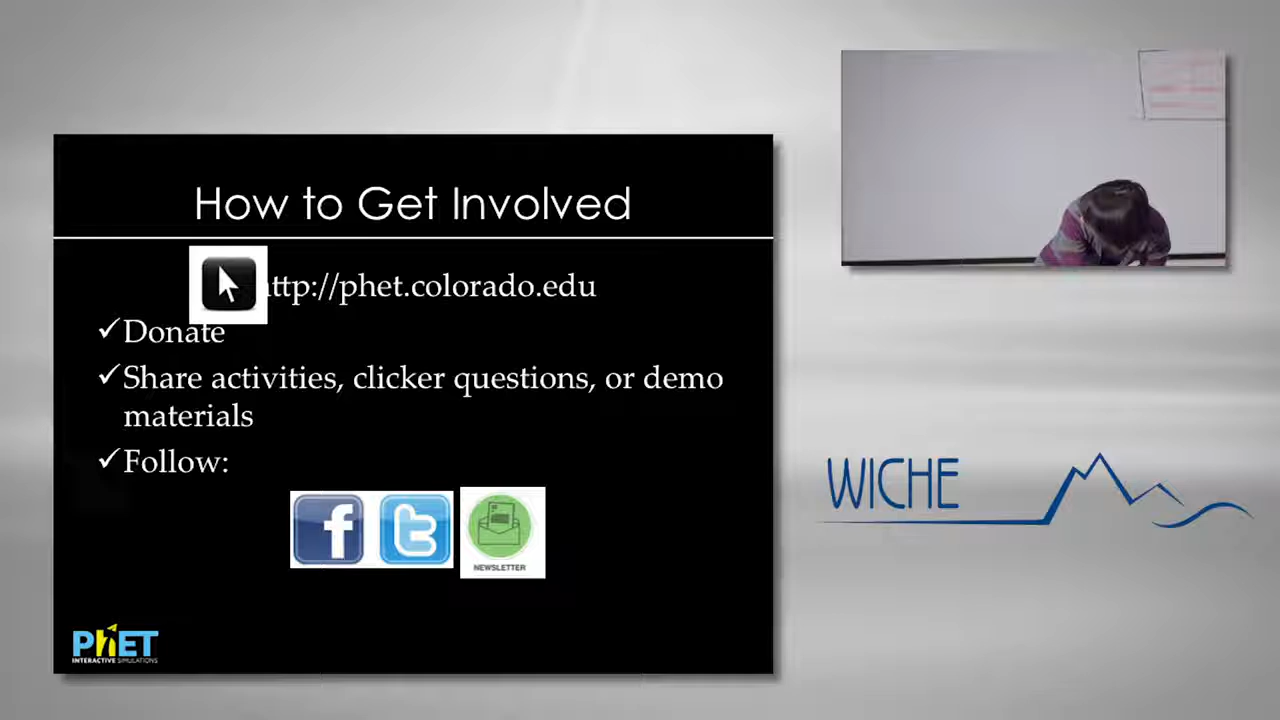 How to Get Involved
http://phet.colorado.edu
✓Donate
✓Share activities, clicker questions, or demo
materials
✓Follow:
f t
NEWSLETTER
PhET
INTERACTIVE SIMULATIONS
WICHE